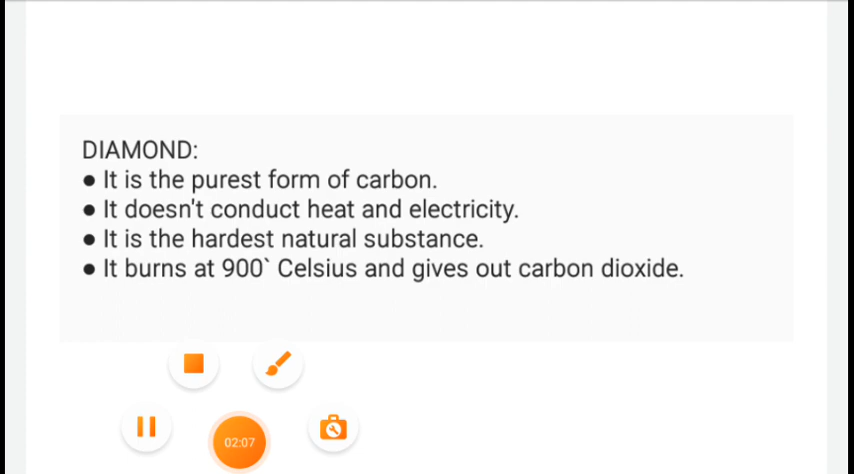 DIAMOND:
● It is the purest form of carbon.
● It doesn't conduct heat and electricity.
● It is the hardest natural substance.
● It burns at 900` Celsius and gives out carbon dioxide.
02:07